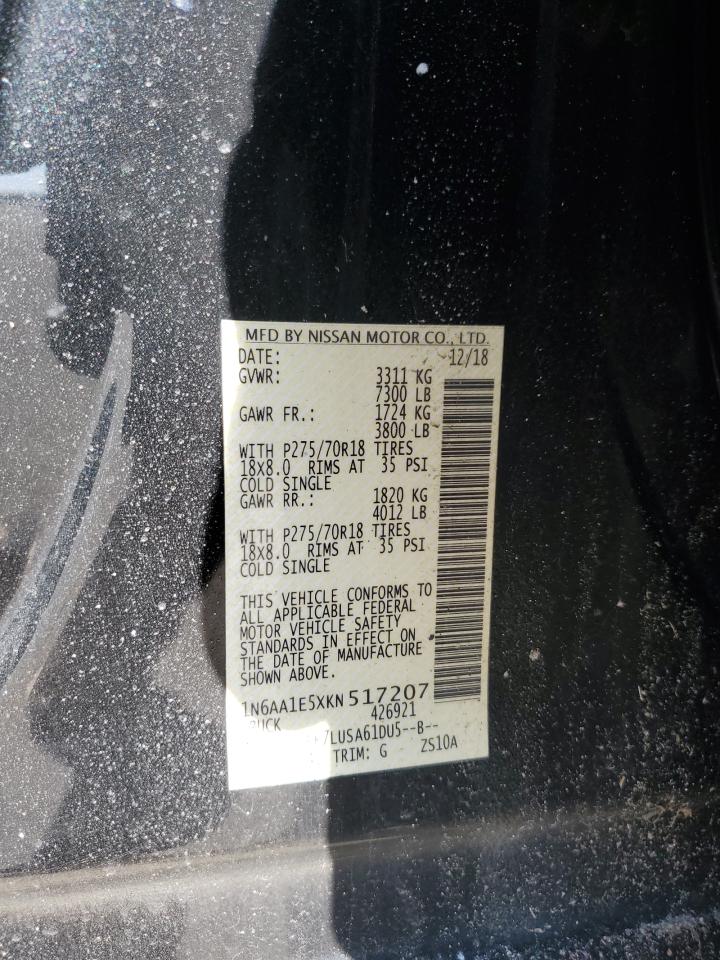 MFD BY NISSAN MOTOR CO., LTD.
DATE: 12/18
GVWR: 3311 KG
7300 LB
GAWR FR.: 1724 KG
3800 LB
WITH P275/70R18 TIRES
18X8.0 RIMS AT 35 PSI
COLD SINGLE
GAWR RR.: 1820 KG
4012 LB
WITH P275/70R18 TIRES
18X8.0 RIMS AT 35 PSI
COLD SINGLE
THIS VEHICLE CONFORMS TO
ALL APPLICABLE FEDERAL
MOTOR VEHICLE SAFETY
STANDARDS IN EFFECT ON
THE DATE OF MANUFACTURE
SHOWN ABOVE.
1N6AA1E5XKN517207
426921
7LUSA61DU5--B--
TRIM: G ZS10A